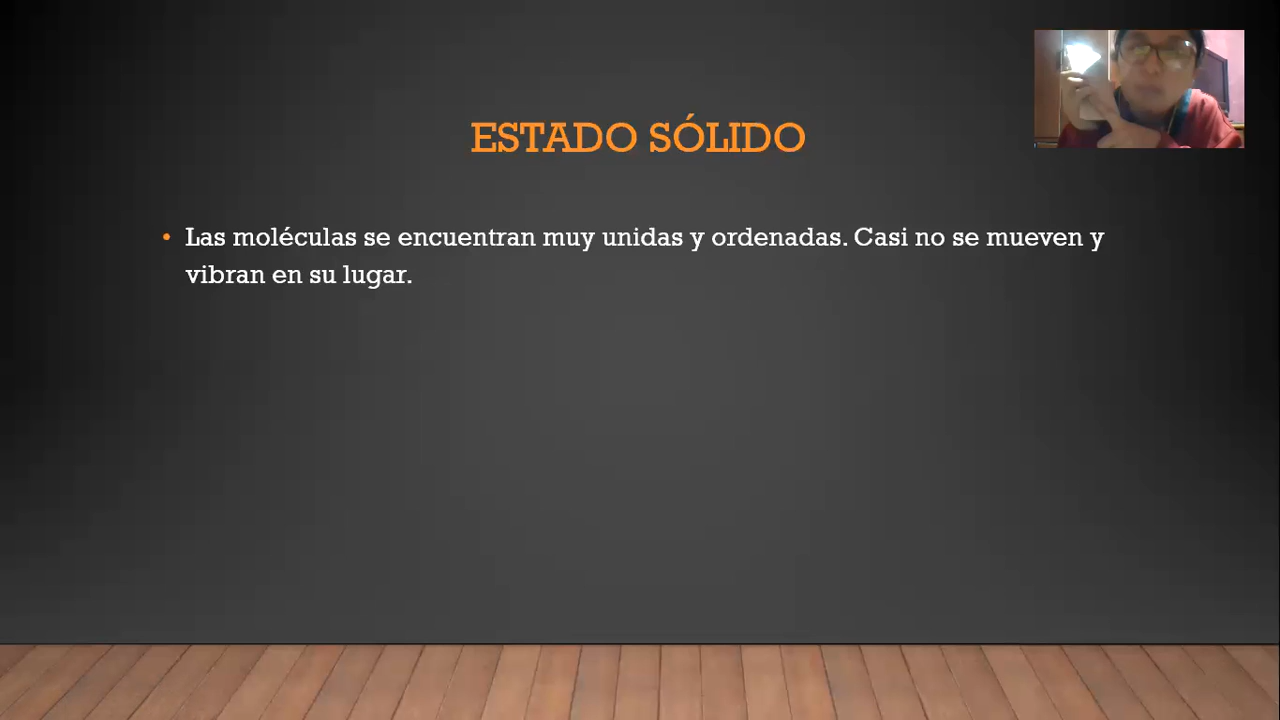 ESTADO SÓLIDO
• Las moléculas se encuentran muy unidas y ordenadas. Casi no se mueven y
vibran en su lugar.